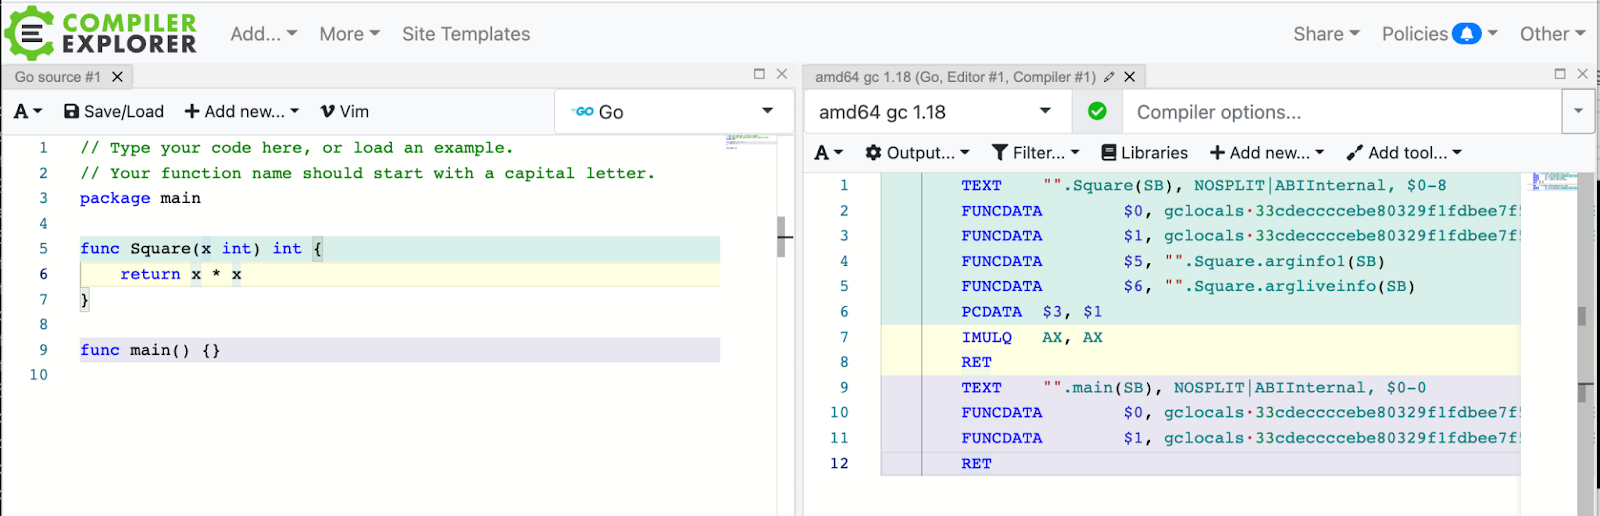 COMPILER
EXPLORER
Add...
More
Site Templates
Share
Policies
Other
Go source #1
A
Save/Load
Add new...
Vim
GO Go
1 // Type your code here, or load an example.
2 // Your function name should start with a capital letter.
3 package main
4
5 func Square(x int) int {
6 return x * x
7 }
8
9 func main() {}
10
amd64 gc 1.18 (Go, Editor #1, Compiler #1)
amd64 gc 1.18
Compiler options...
A
Output...
Filter...
Libraries
Add new...
Add tool...
1 TEXT "".Square(SB), NOSPLIT|ABIInternal, $0-8
2 FUNCDATA $0, gclocals·33cdeccccebe80329f1fdbee7f
3 FUNCDATA $1, gclocals·33cdeccccebe80329f1fdbee7f
4 FUNCDATA $5, "".Square.arginfo1(SB)
5 FUNCDATA $6, "".Square.argliveinfo(SB)
6 PCDATA $3, $1
7 IMULQ AX, AX
8 RET
9 TEXT "".main(SB), NOSPLIT|ABIInternal, $0-0
10 FUNCDATA $0, gclocals·33cdeccccebe80329f1fdbee7f
11 FUNCDATA $1, gclocals·33cdeccccebe80329f1fdbee7f
12 RET